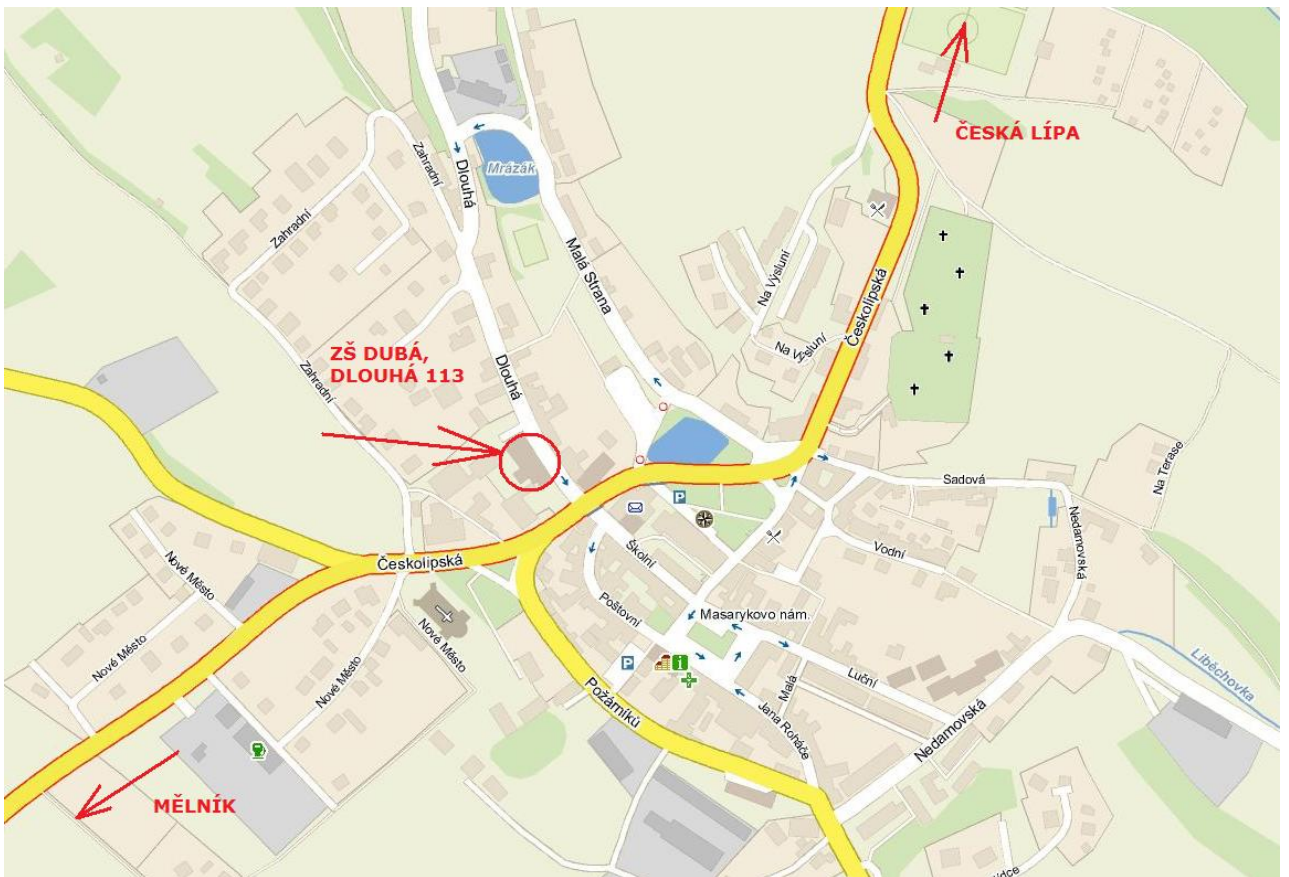 ČESKÁ LÍPA
Mrázák
Zahradní
Dlouhá
Zahradní
Malá Strana
Na Výsluní
Českolipská
Na Výsluní
ZŠ DUBÁ,
DLOUHÁ 113
Dlouhá
Zahradní
Na Terase
Sadová
P
Nedamovská
Školní
Vodní
Českolipská
Nové Město
Poštovní
Masarykovo nám.
Nové Město
Nové Město
Nové Město
P
i
Luční
Malá
Liběchovka
Požárníků
Jana Roháče
Nedamovská
MĚLNÍK